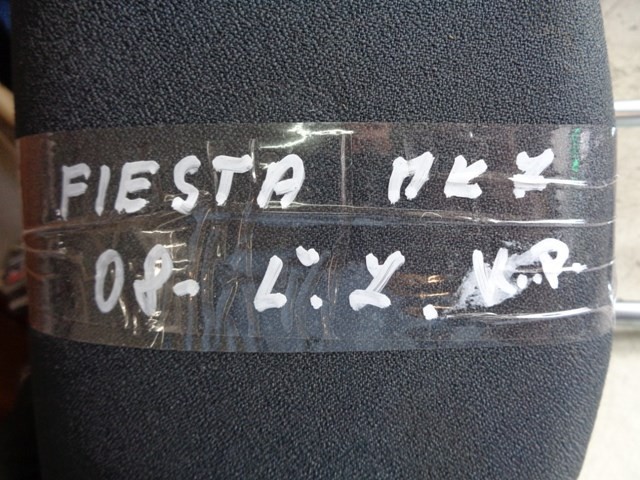 FIESTA MK7
08- L. Z. K.P.